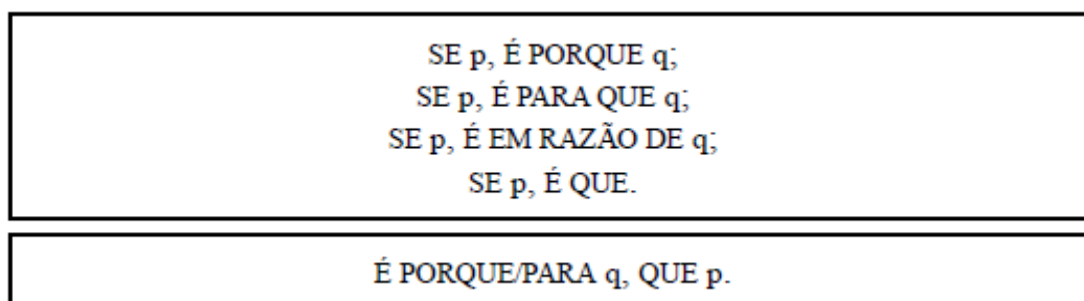 SE p, É PORQUE q;
SE p, É PARA QUE q;
SE p, É EM RAZÃO DE q;
SE p, É QUE.
É PORQUE/PARA q, QUE p.